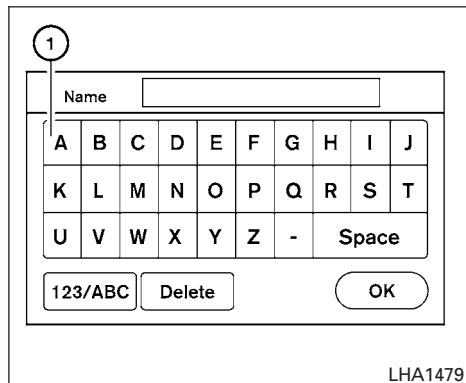 1
Name
A B C D E F G H I J
K L M N O P Q R S T
U V W X Y Z - Space
123/ABC Delete OK
LHA1479